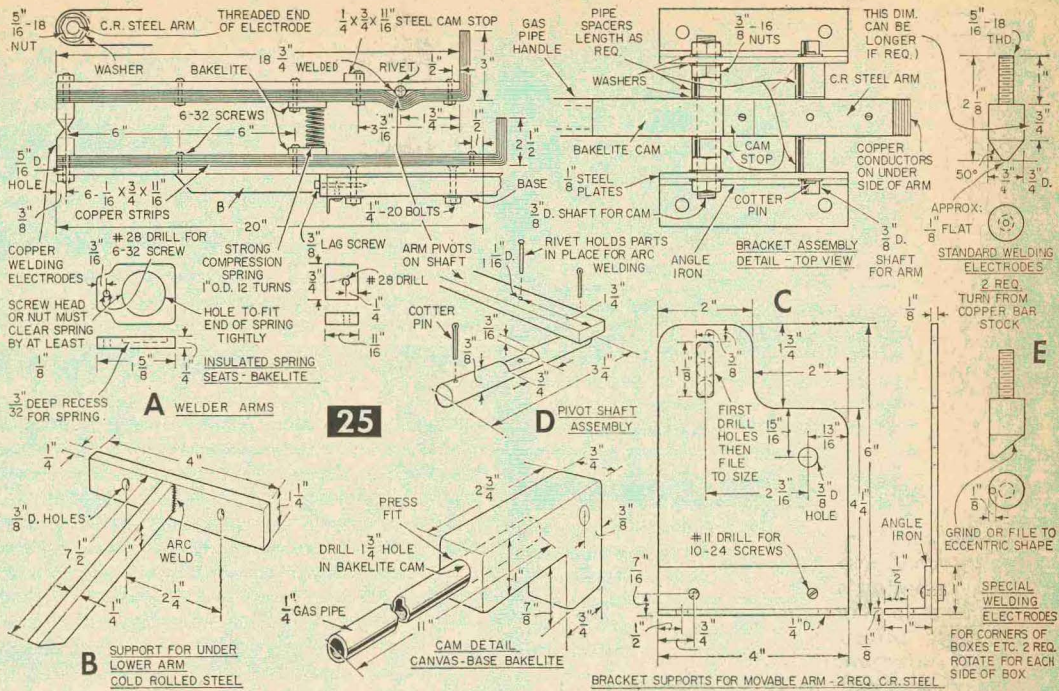 5/16"-18
NUT
C.R. STEEL ARM
WASHER
THREADED END
OF ELECTRODE
1/4 X 3/4" X 11/16" STEEL CAM STOP
18 3/4"
WELDED
RIVET
1/2"
3"
BAKELITE
6-32 SCREWS
6"
6"
3 3/16"
1 3/4"
1/2"
2 1/2"
5/16" D.
HOLE
3/8"
6-1/16 X 3/4 X 11/16"
COPPER STRIPS
B
BASE
1/4"-20 BOLTS
20"
COPPER
WELDING
ELECTRODES
3/16"
#28 DRILL FOR
6-32 SCREW
STRONG
COMPRESSION
SPRING
1" O.D. 12 TURNS
3/8"
LAG SCREW
3/4"
#28 DRILL
1/4"
11/16"
ARM PIVOTS
ON SHAFT
SCREW HEAD
OR NUT MUST
CLEAR SPRING
BY AT LEAST
1/8"
HOLE TO FIT
END OF SPRING
TIGHTLY
1 5/8"
1/4"
INSULATED SPRING
SEATS - BAKELITE
3/32" DEEP RECESS
FOR SPRING
A WELDER ARMS
25
GAS
PIPE
HANDLE
PIPE
SPACERS
LENGTH AS
REQ.
WASHERS
3/8"-16
NUTS
THIS DIM.
CAN BE
LONGER
(IF REQ.)
C.R STEEL ARM
BAKELITE CAM
CAM
STOP
COPPER
CONDUCTORS
ON UNDER
SIDE OF ARM
1/8" STEEL
PLATES
COTTER
PIN
3/8" D. SHAFT FOR CAM
ANGLE
IRON
3/8" D.
SHAFT
FOR ARM
BRACKET ASSEMBLY
DETAIL - TOP VIEW
5/16"-18
THD.
1"
2 1/8"
3/4"
50°
3/4"
3/4" D.
APPROX.
1/8" FLAT
STANDARD WELDING
ELECTRODES
2 REQ.
TURN FROM
COPPER BAR
STOCK
E
1/8"
GRIND OR FILE TO
ECCENTRIC SHAPE
SPECIAL
WELDING
ELECTRODES
FOR CORNERS OF
BOXES ETC. 2 REQ.
ROTATE FOR EACH
SIDE OF BOX
RIVET HOLDS PARTS
IN PLACE FOR ARC
WELDING
1 1/16" D.
1 3/4"
COTTER
PIN
3/8"
3/16"
3/4"
3 1/4"
D PIVOT SHAFT
ASSEMBLY
C
2"
1 3/4"
3/8"
1 1/8"
2"
FIRST
DRILL
HOLES
THEN
FILE
TO SIZE
15/16"
13/16"
2 3/16"
3/8" D
HOLE
6"
4 1/4"
1/8"
#11 DRILL FOR
10-24 SCREWS
7/16"
1/2"
3/4"
1/4" D.
4"
ANGLE
IRON
1/2"
1/8"
1"
1"
BRACKET SUPPORTS FOR MOVABLE ARM - 2 REQ. C.R. STEEL
1/4"
4"
1 1/4"
3/8" D. HOLES
7 1/2"
1"
ARC
WELD
1/4"
2 1/4"
B SUPPORT FOR UNDER
LOWER ARM
COLD ROLLED STEEL
3/4"
2 3/4"
3/8"
PRESS
FIT
DRILL 1 3/4" HOLE
IN BAKELITE CAM
1/4" GAS PIPE
11"
1"
7/8"
3/4"
CAM DETAIL
CANVAS-BASE BAKELITE